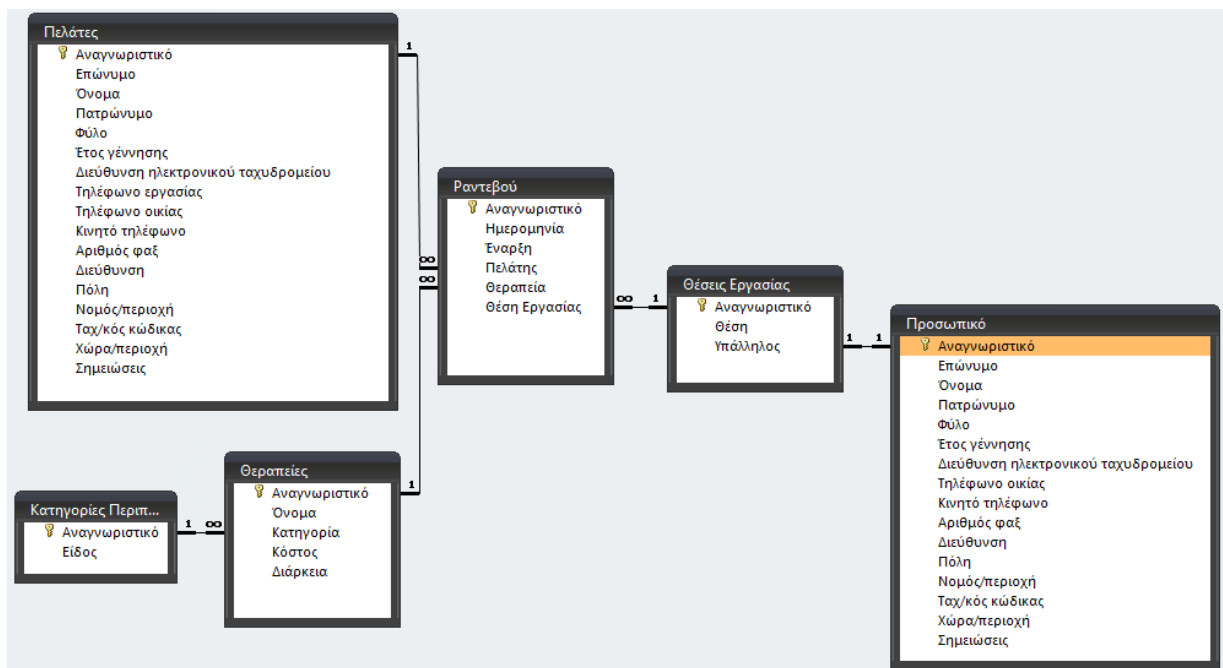 Πελάτες
Αναγνωριστικό
Επώνυμο
Όνομα
Πατρώνυμο
Φύλο
Έτος γέννησης
Διεύθυνση ηλεκτρονικού ταχυδρομείου
Τηλέφωνο εργασίας
Τηλέφωνο οικίας
Κινητό τηλέφωνο
Αριθμός φαξ
Διεύθυνση
Πόλη
Νομός/περιοχή
Ταχ/κός κώδικας
Χώρα/περιοχή
Σημειώσεις
1
∞
∞
1
Ραντεβού
Αναγνωριστικό
Ημερομηνία
Έναρξη
Πελάτης
Θεραπεία
Θέση Εργασίας
∞ 1
Θέσεις Εργασίας
Αναγνωριστικό
Θέση
Υπάλληλος
1 1
Προσωπικό
Αναγνωριστικό
Επώνυμο
Όνομα
Πατρώνυμο
Φύλο
Έτος γέννησης
Διεύθυνση ηλεκτρονικού ταχυδρομείου
Τηλέφωνο οικίας
Κινητό τηλέφωνο
Αριθμός φαξ
Διεύθυνση
Πόλη
Νομός/περιοχή
Ταχ/κός κώδικας
Χώρα/περιοχή
Σημειώσεις
Κατηγορίες Περιπ...
Αναγνωριστικό
Είδος
1 ∞
Θεραπείες
Αναγνωριστικό
Όνομα
Κατηγορία
Κόστος
Διάρκεια